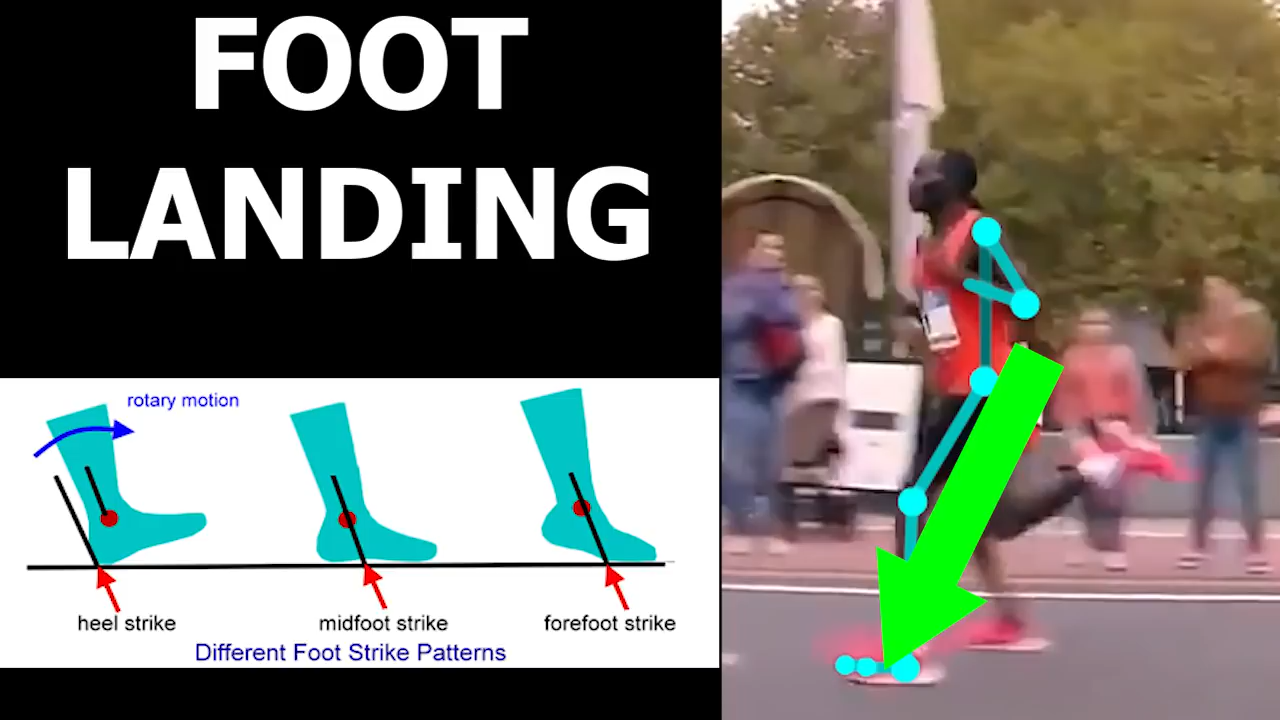 FOOT
LANDING
rotary motion
heel strike
midfoot strike
forefoot strike
Different Foot Strike Patterns